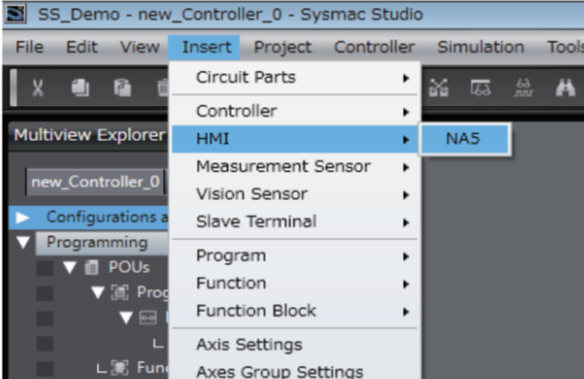 SS_Demo - new_Controller_0 - Sysmac Studio
File Edit View Insert Project Controller Simulation Tools
Circuit Parts
Controller
Multiview Explorer
HMI
NA5
Measurement Sensor
new_Controller_0
Vision Sensor
Configurations a
Slave Terminal
Programming
Program
POUs
Function
Prog
Function Block
Axis Settings
Func
Axes Group Settings